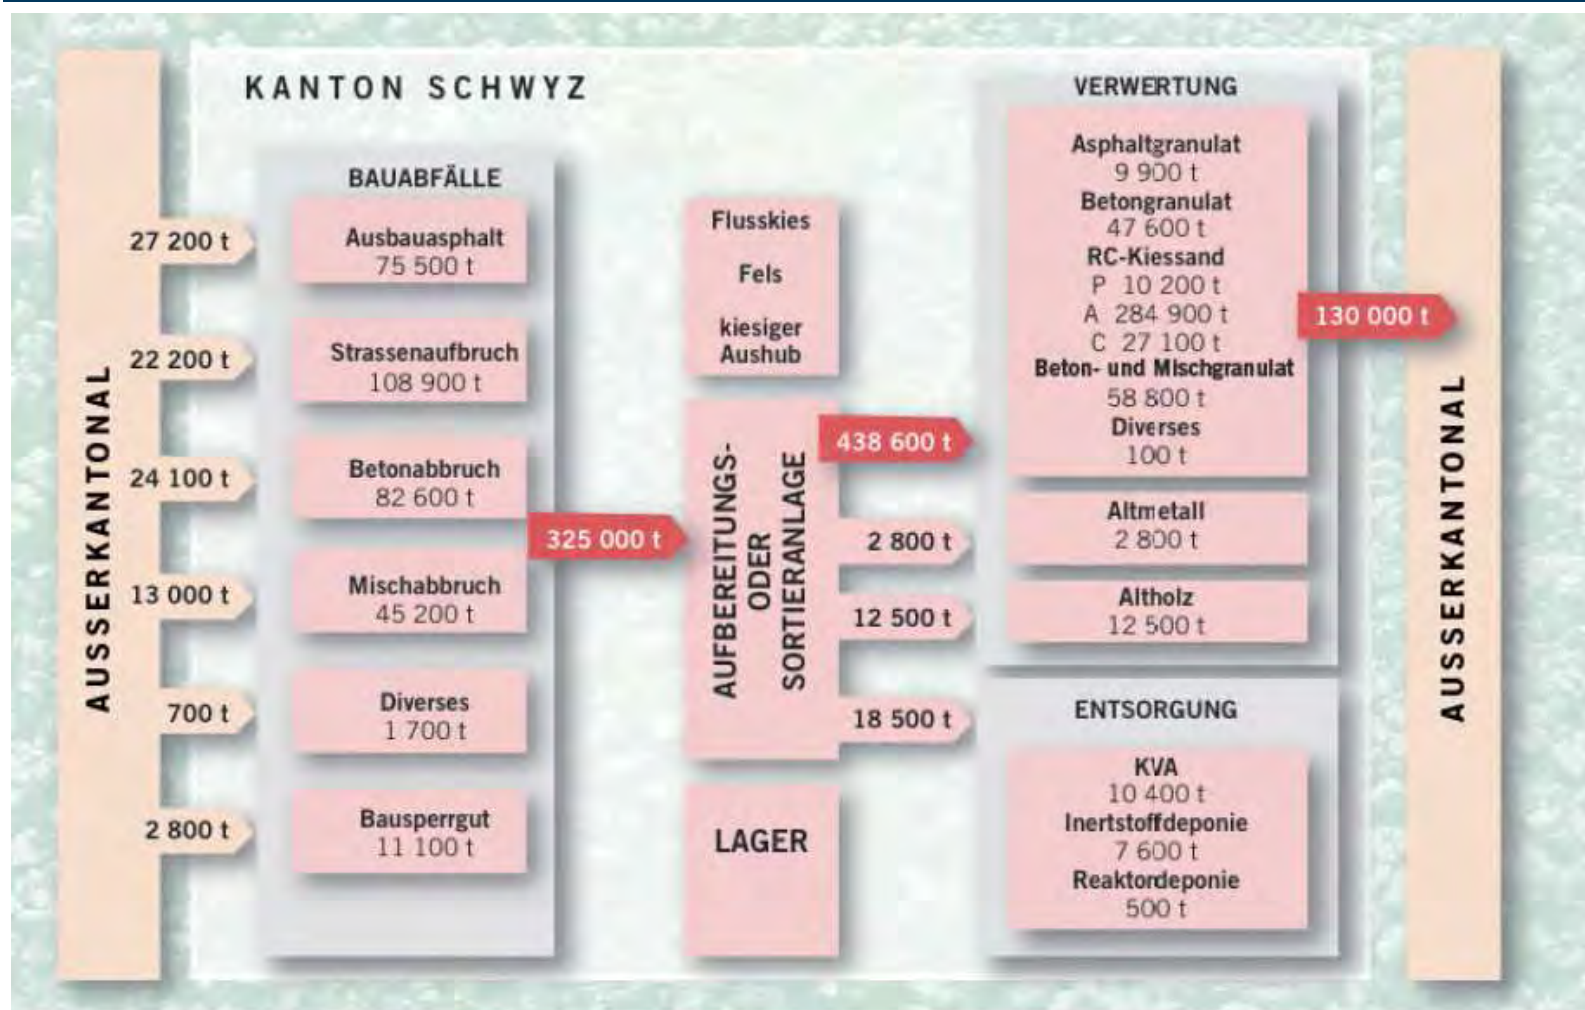 KANTON SCHWYZ
AUSSERKANTONAL
27 200 t
22 200 t
24 100 t
13 000 t
700 t
2 800 t
BAUABFÄLLE
Ausbauasphalt
75 500 t
Strassenaufbruch
108 900 t
Betonabbruch
82 600 t
Mischabbruch
45 200 t
Diverses
1 700 t
Bausperrgut
11 100 t
325 000 t
Flusskies
Fels
kiesiger
Aushub
AUFBEREITUNGS-
ODER
SORTIERANLAGE
LAGER
438 600 t
2 800 t
12 500 t
18 500 t
VERWERTUNG
Asphaltgranulat
9 900 t
Betongranulat
47 600 t
RC-Kiessand
P 10 200 t
A 284 900 t
C 27 100 t
Beton- und Mischgranulat
58 800 t
Diverses
100 t
Altmetall
2 800 t
Altholz
12 500 t
ENTSORGUNG
KVA
10 400 t
Inertstoffdeponie
7 600 t
Reaktordeponie
500 t
130 000 t
AUSSERKANTONAL